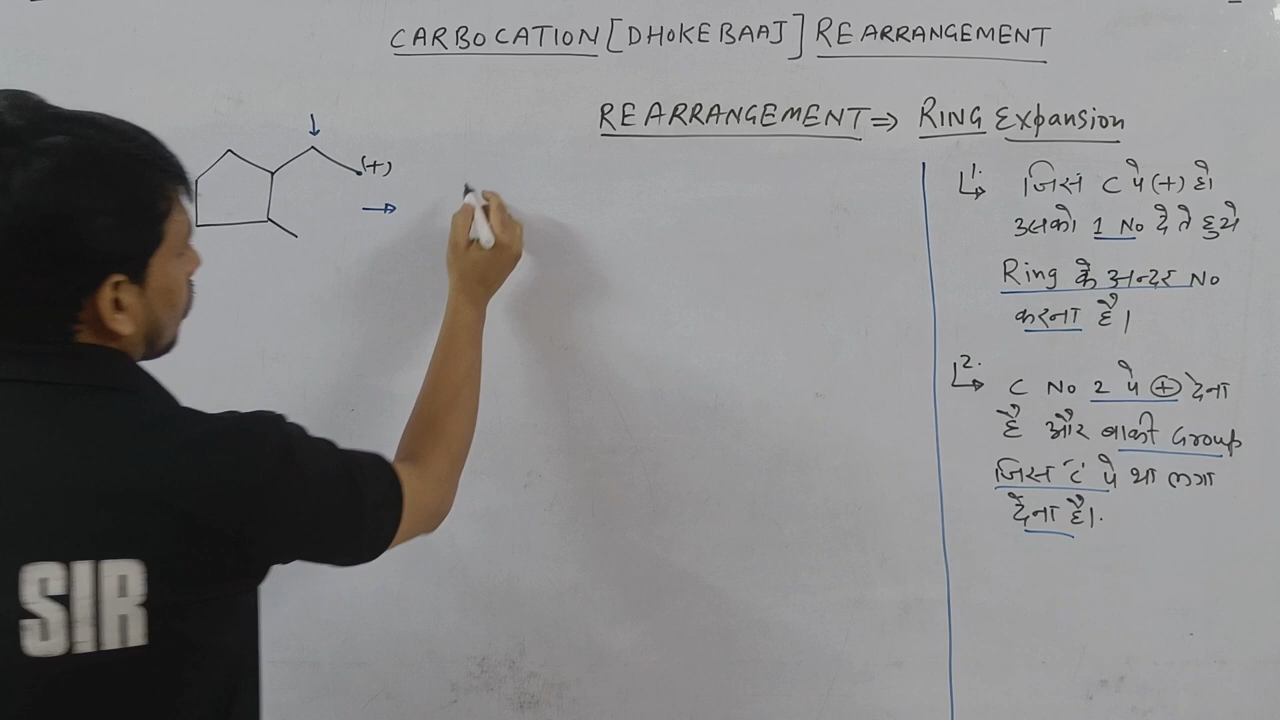 CARBOCATION [DHOKEBAAJ] REARRANGEMENT
REARRANGEMENT ⇒ RING Expansion
(+)
1. जिस C पे (+) हो
उसको 1 No देते हुये
Ring के अन्दर No
करना है।
2. C No 2 पे ⊕ देना
है और बाकी Group
जिस 'C' पे था लगा
देना है।
SIR